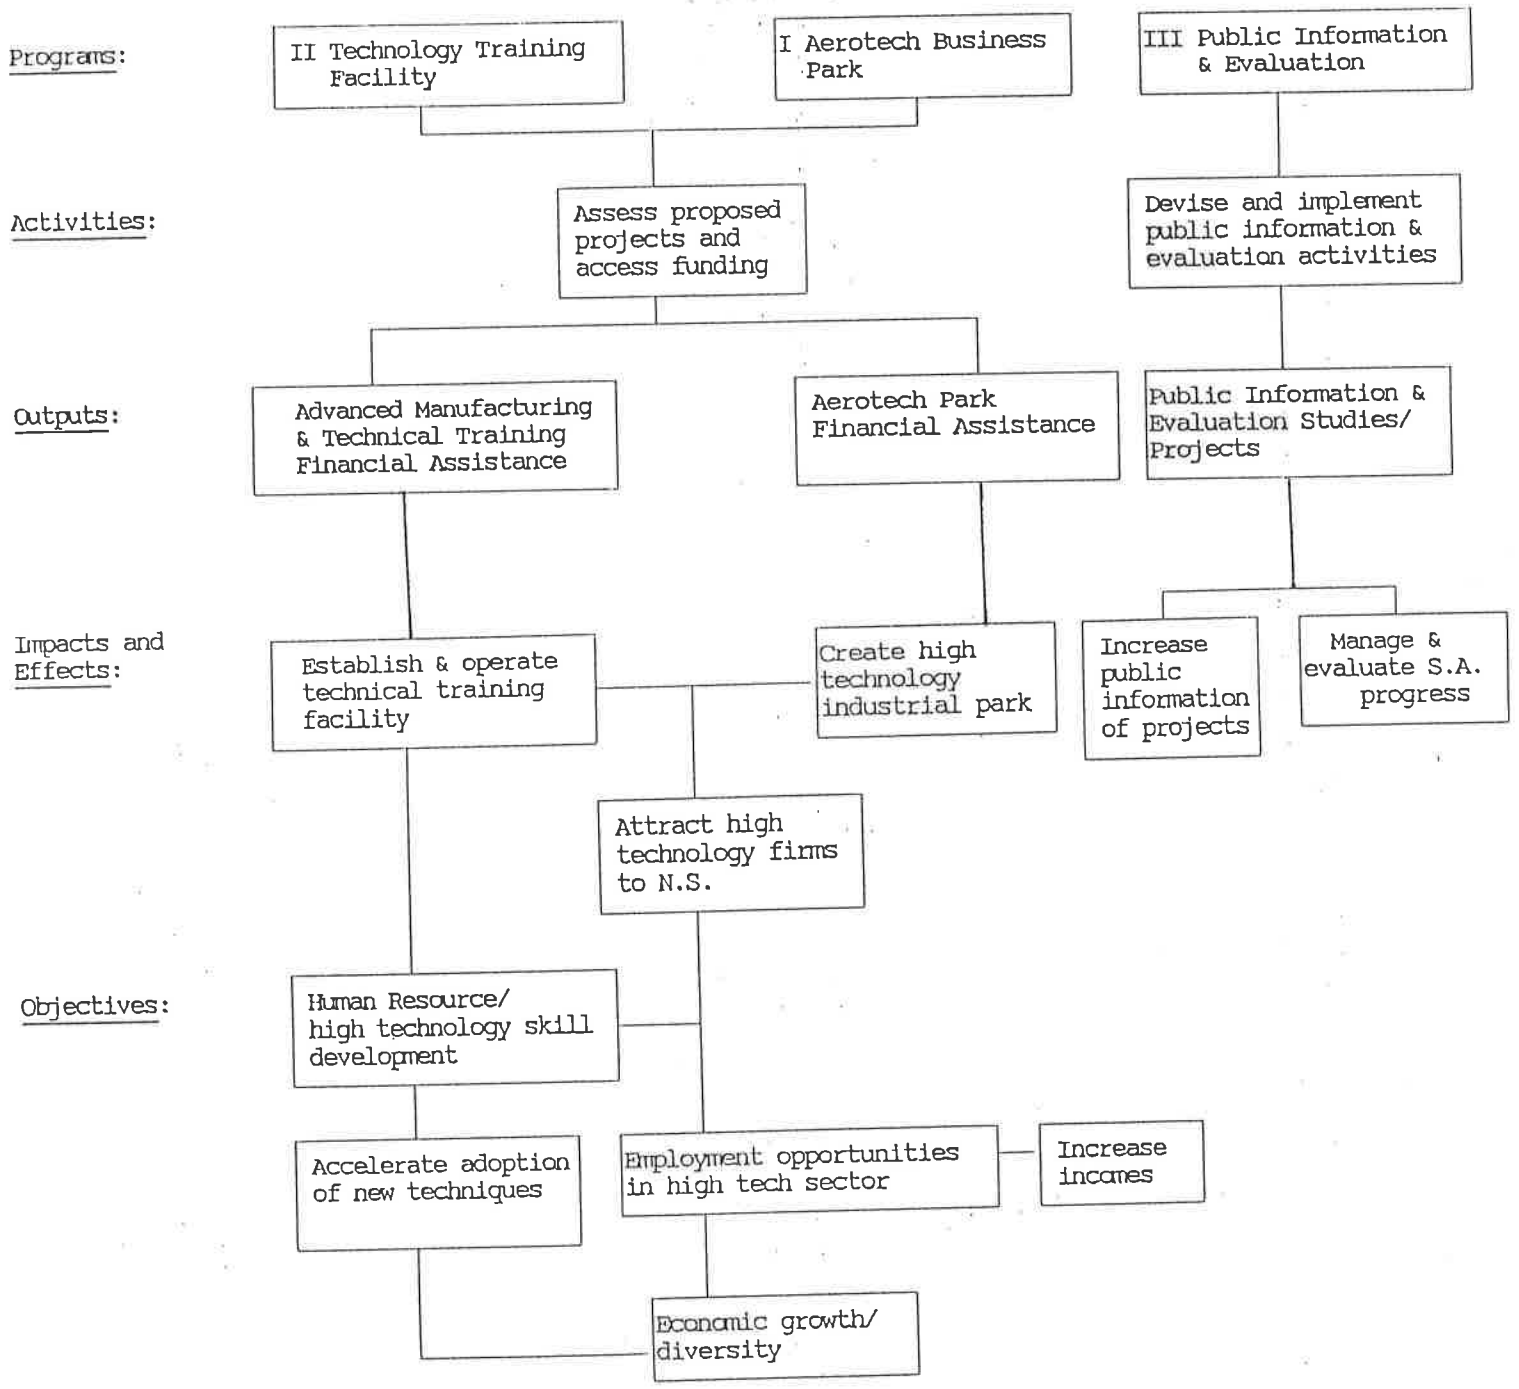 Programs:
II Technology Training
Facility
I Aerotech Business
Park
III Public Information
& Evaluation
Activities:
Assess proposed
projects and
access funding
Devise and implement
public information &
evaluation activities
Outputs:
Advanced Manufacturing
& Technical Training
Financial Assistance
Aerotech Park
Financial Assistance
Public Information &
Evaluation Studies/
Projects
Impacts and
Effects:
Establish & operate
technical training
facility
Create high
technology
industrial park
Increase
public
information
of projects
Manage &
evaluate S.A.
progress
Attract high
technology firms
to N.S.
Objectives:
Human Resource/
high technology skill
development
Accelerate adoption
of new techniques
Employment opportunities
in high tech sector
Increase
incomes
Economic growth/
diversity